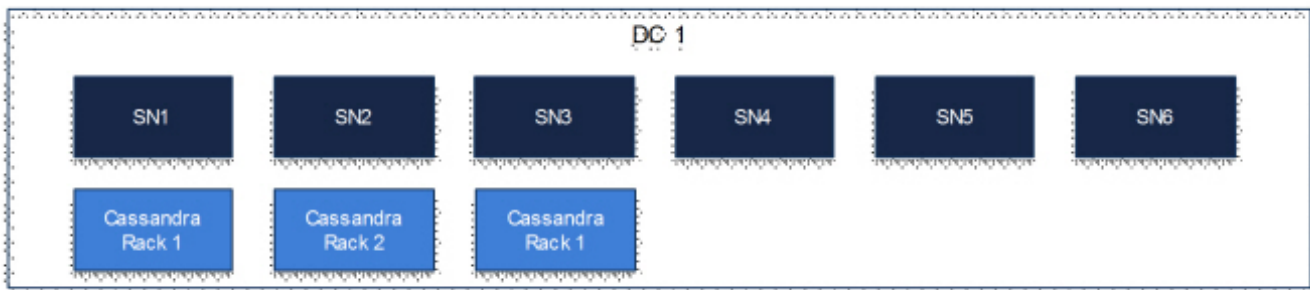 DC 1
SN1
SN2
SN3
SN4
SN5
SN6
Cassandra
Rack 1
Cassandra
Rack 2
Cassandra
Rack 1